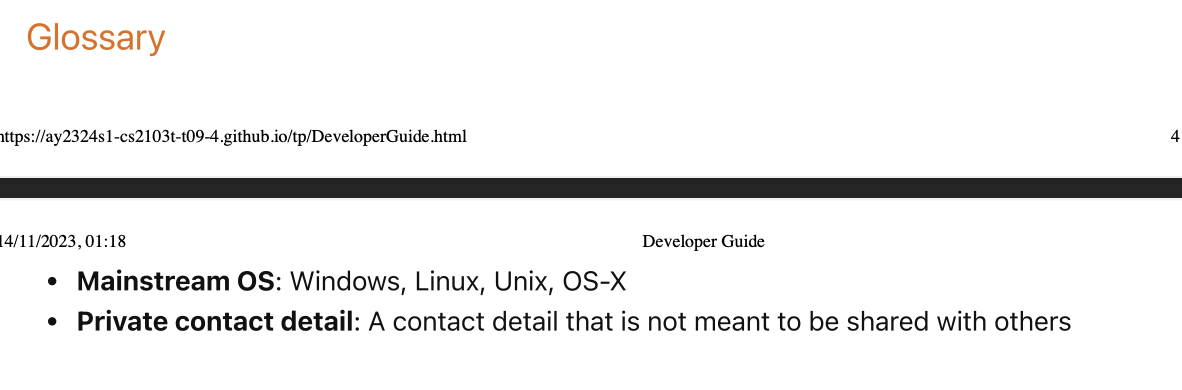 Glossary
https://ay2324s1-cs2103t-t09-4.github.io/tp/DeveloperGuide.html 4
14/11/2023, 01:18 Developer Guide
• Mainstream OS: Windows, Linux, Unix, OS-X
• Private contact detail: A contact detail that is not meant to be shared with others